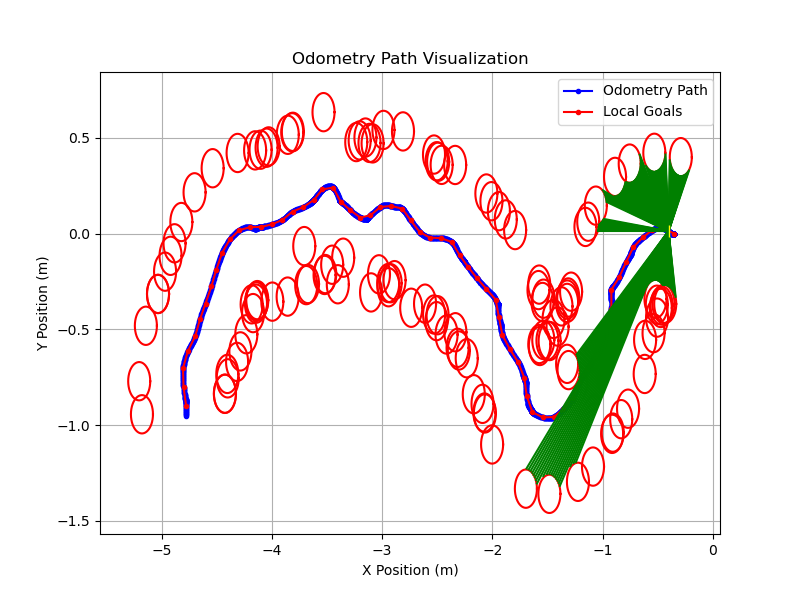 Odometry Path Visualization
Odometry Path
Local Goals
Y Position (m)
0.5
0.0
−0.5
−1.0
−1.5
−5
−4
−3
−2
−1
0
X Position (m)